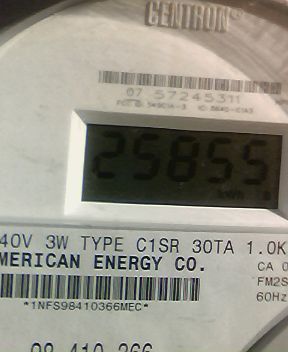 CENTRON®
07 57245311
25855
kWh
40V 3W TYPE C1SR 30TA 1.0K
MERICAN ENERGY CO.
CA 0
FM2S
60Hz
*1NFS98410366MEC*
98 410 366